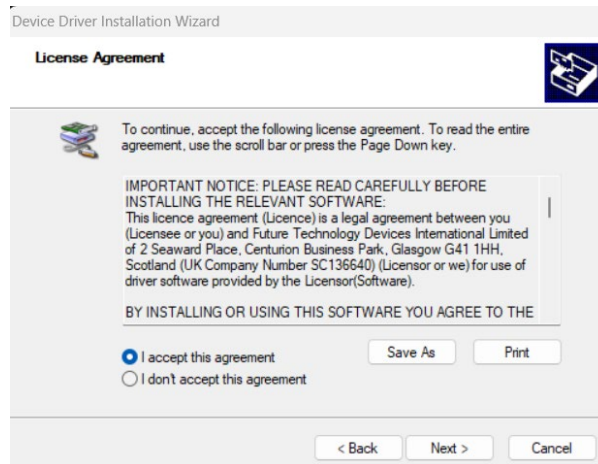 Device Driver Installation Wizard
License Agreement
To continue, accept the following license agreement. To read the entire
agreement, use the scroll bar or press the Page Down key.
IMPORTANT NOTICE: PLEASE READ CAREFULLY BEFORE
INSTALLING THE RELEVANT SOFTWARE:
This licence agreement (Licence) is a legal agreement between you
(Licensee or you) and Future Technology Devices International Limited
of 2 Seaward Place, Centurion Business Park, Glasgow G41 1HH,
Scotland (UK Company Number SC136640) (Licensor or we) for use of
driver software provided by the Licensor(Software).
BY INSTALLING OR USING THIS SOFTWARE YOU AGREE TO THE
I accept this agreement
Save As
Print
I don't accept this agreement
< Back
Next >
Cancel